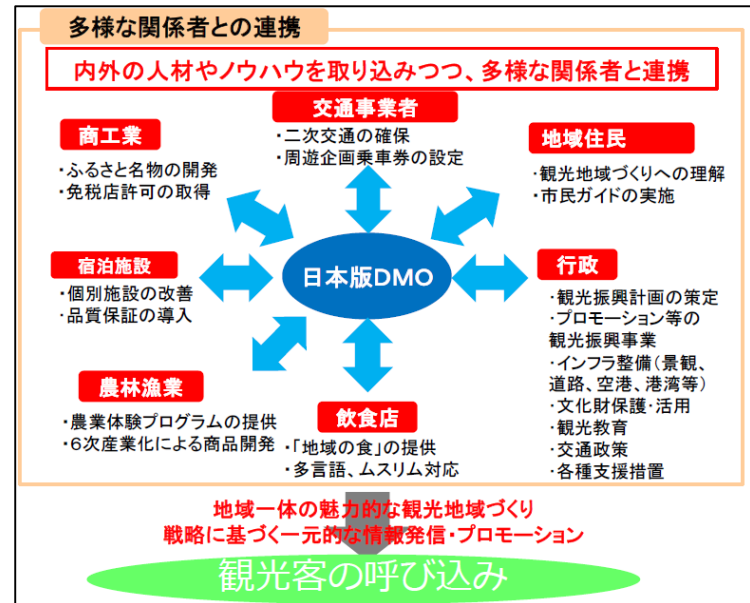 多様な関係者との連携
内外の人材やノウハウを取り込みつつ、多様な関係者と連携
交通事業者
・二次交通の確保
・周遊企画乗車券の設定
商工業
・ふるさと名物の開発
・免税店許可の取得
地域住民
・観光地域づくりへの理解
・市民ガイドの実施
宿泊施設
・個別施設の改善
・品質保証の導入
日本版DMO
行政
・観光振興計画の策定
・プロモーション等の
観光振興事業
・インフラ整備(景観、
道路、空港、港湾等)
・文化財保護・活用
・観光教育
・交通政策
・各種支援措置
農林漁業
・農業体験プログラムの提供
・6次産業化による商品開発
飲食店
・「地域の食」の提供
・多言語、ムスリム対応
地域一体の魅力的な観光地域づくり
戦略に基づく一元的な情報発信・プロモーション
観光客の呼び込み